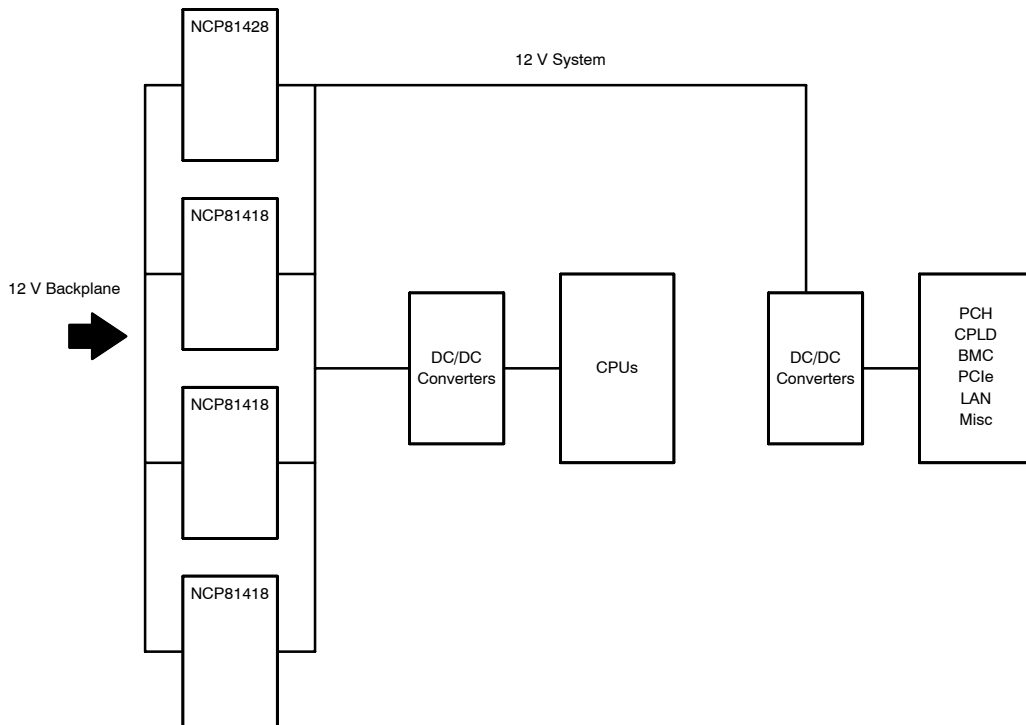 NCP81428
12 V System
NCP81418
12 V Backplane
DC/DC
Converters
CPUs
DC/DC
Converters
PCH
CPLD
BMC
PCIe
LAN
Misc
NCP81418
NCP81418